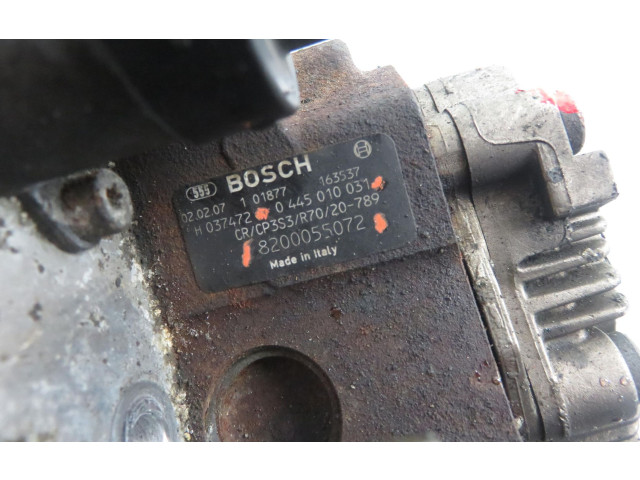 999 BOSCH
02.02.07 1 01877 163537
H 037472 0 445 010 031
CR/CP3S3/R70/20-789
8200055072
Made in Italy